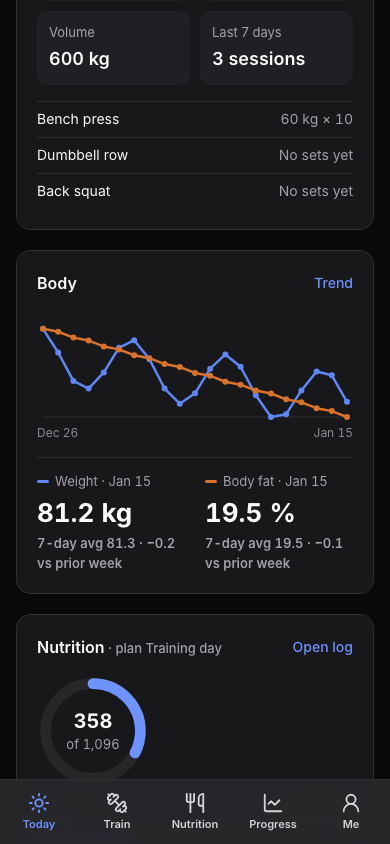 Volume
600 kg
Last 7 days
3 sessions
Bench press 60 kg × 10
Dumbbell row No sets yet
Back squat No sets yet
Body Trend
Dec 26 Jan 15
Weight · Jan 15
81.2 kg
7-day avg 81.3 · −0.2
vs prior week
Body fat · Jan 15
19.5 %
7-day avg 19.5 · −0.1
vs prior week
Nutrition · plan Training day Open log
358
of 1,096
Today Train Nutrition Progress Me